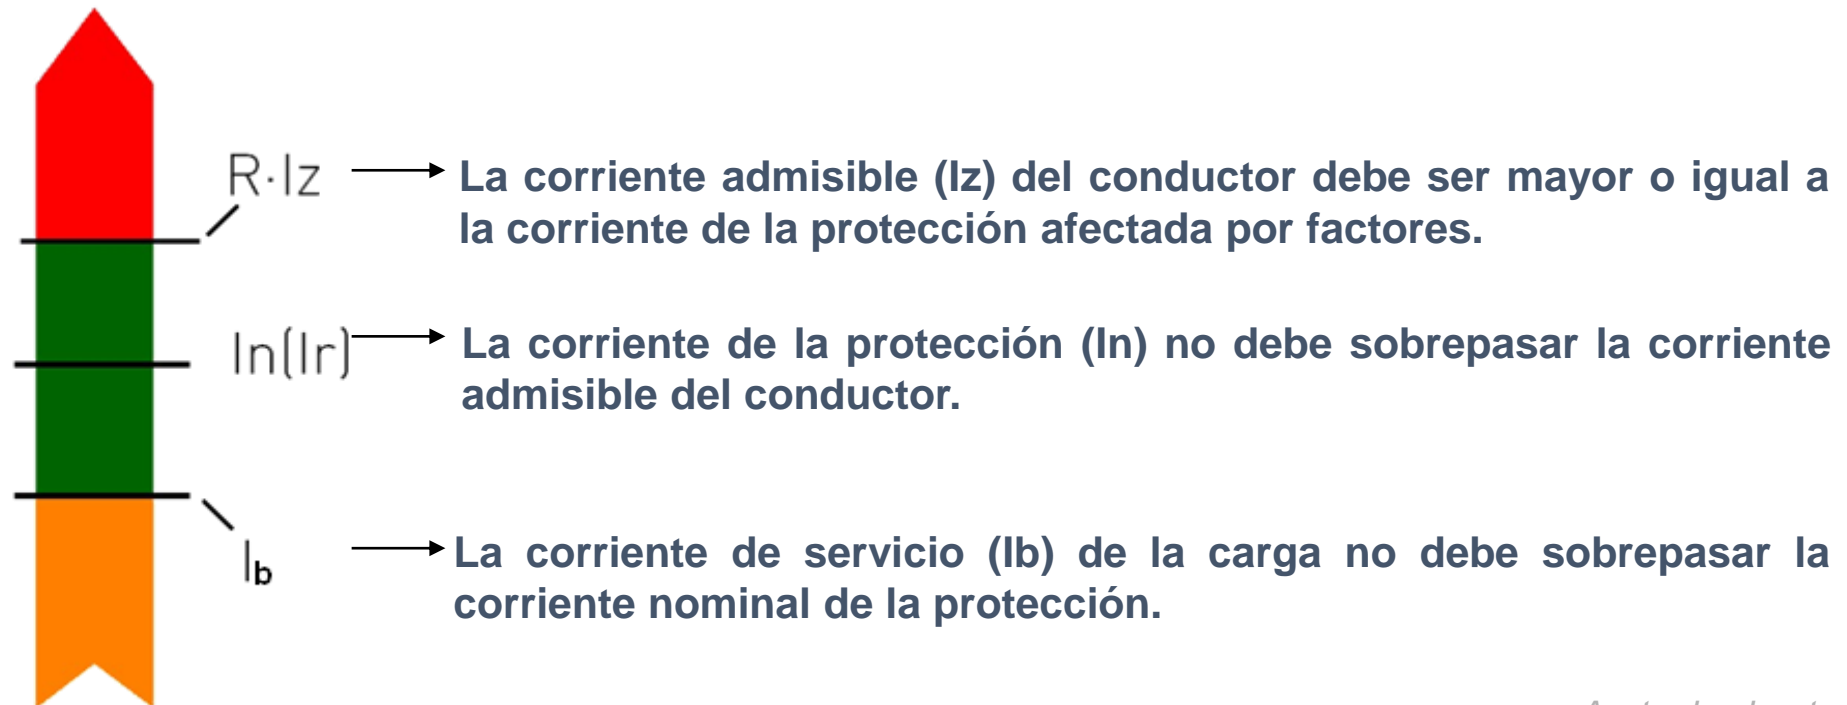 R·Iz
La corriente admisible (Iz) del conductor debe ser mayor o igual a
la corriente de la protección afectada por factores.
In(Ir)
La corriente de la protección (In) no debe sobrepasar la corriente
admisible del conductor.
Ib
La corriente de servicio (Ib) de la carga no debe sobrepasar la
corriente nominal de la protección.